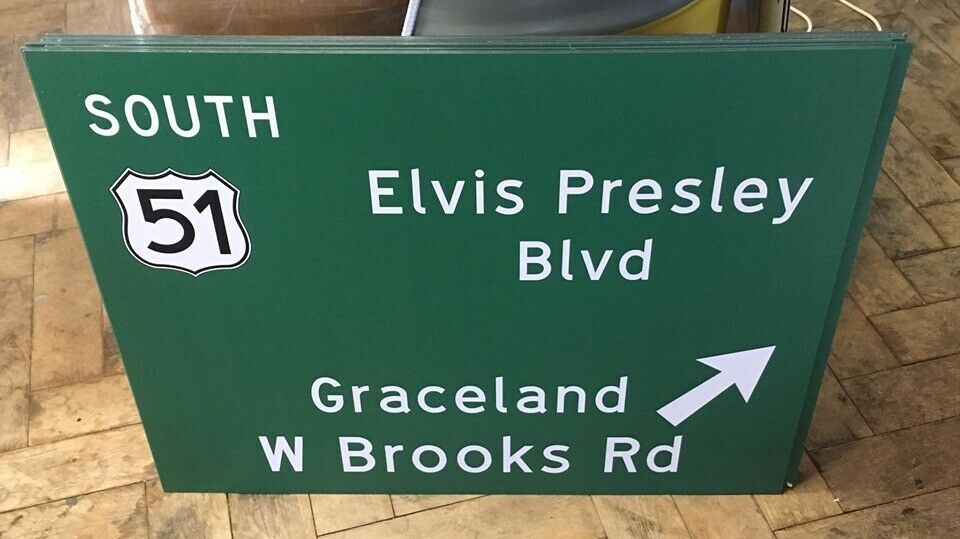 SOUTH
51
Elvis Presley
Blvd
Graceland
W Brooks Rd